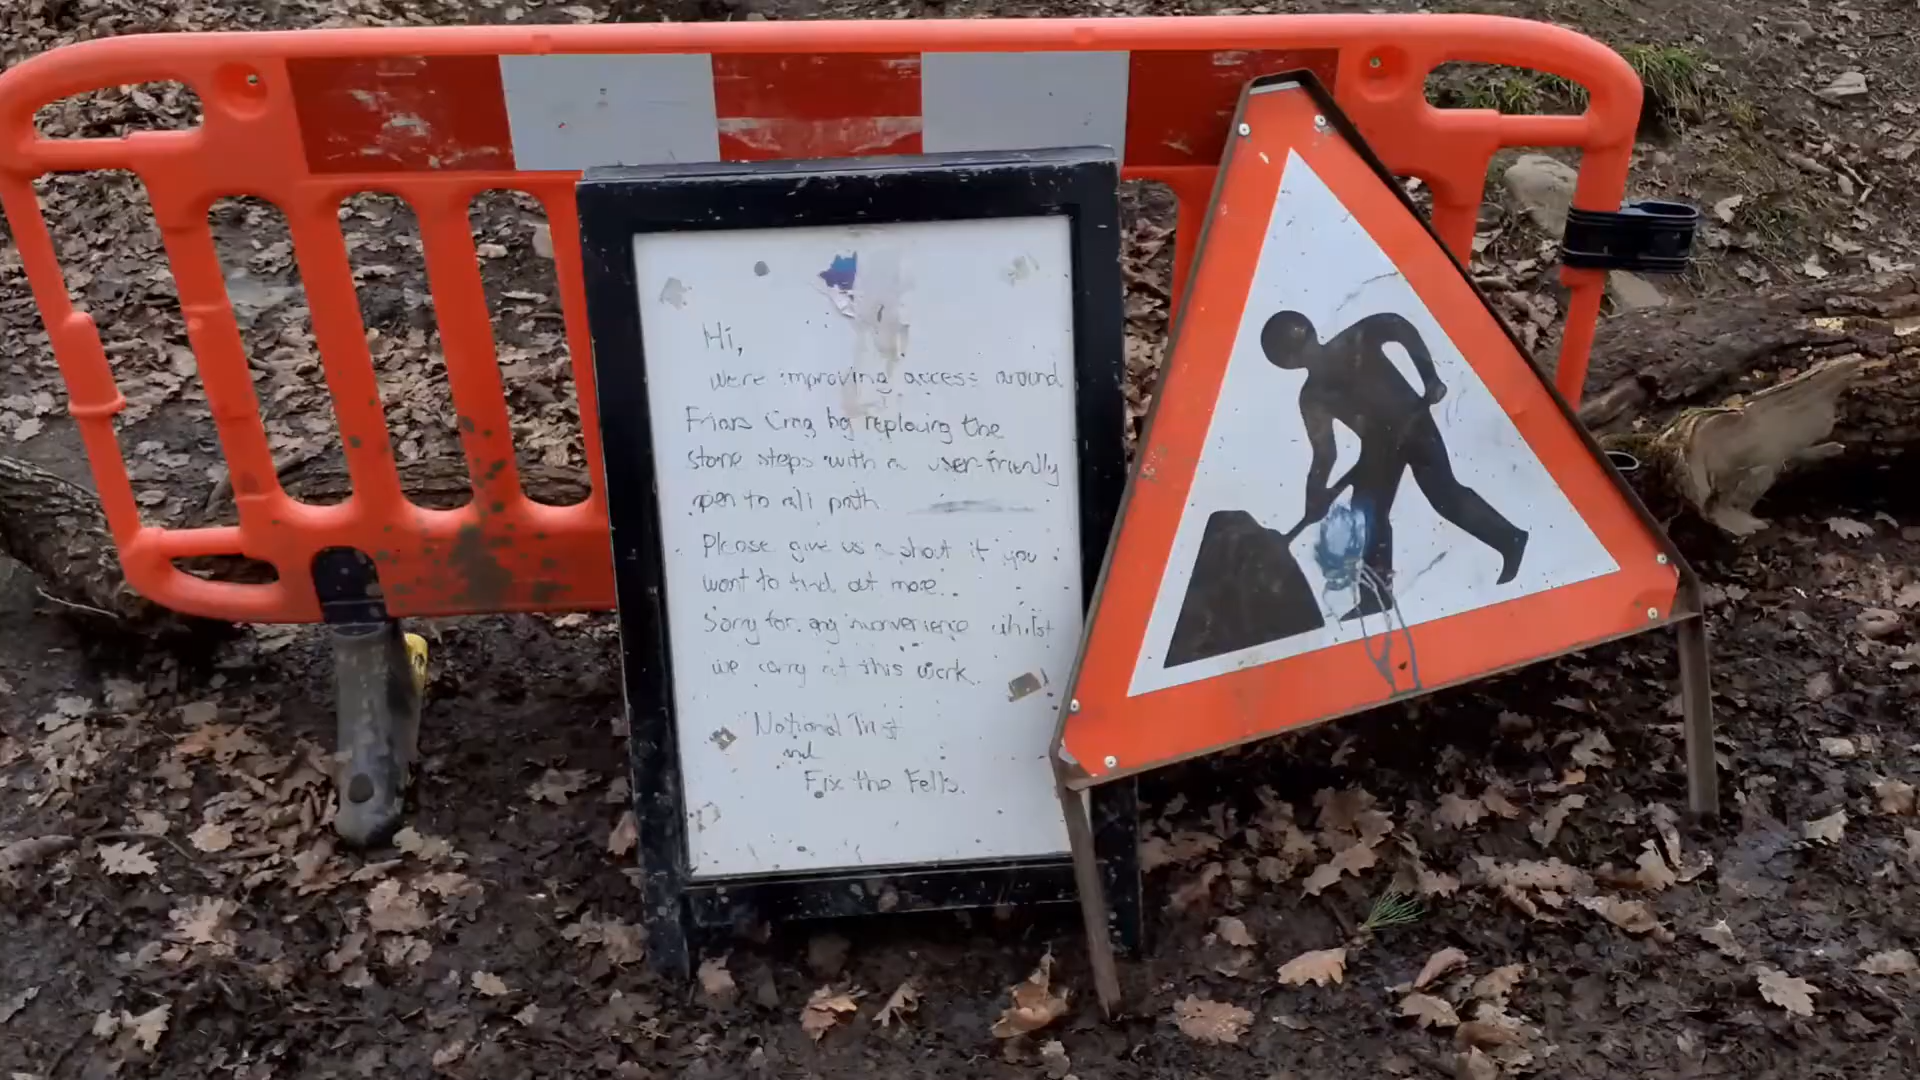 Hi,
we're improving access around
Friars Crag by replacing the
stone steps with a user-friendly
open to all path
Please give us a shout if you
want to find out more.
Sorry for any inconvenience whilst
we carry out this work.
National Trust
and
Fix the Fells.